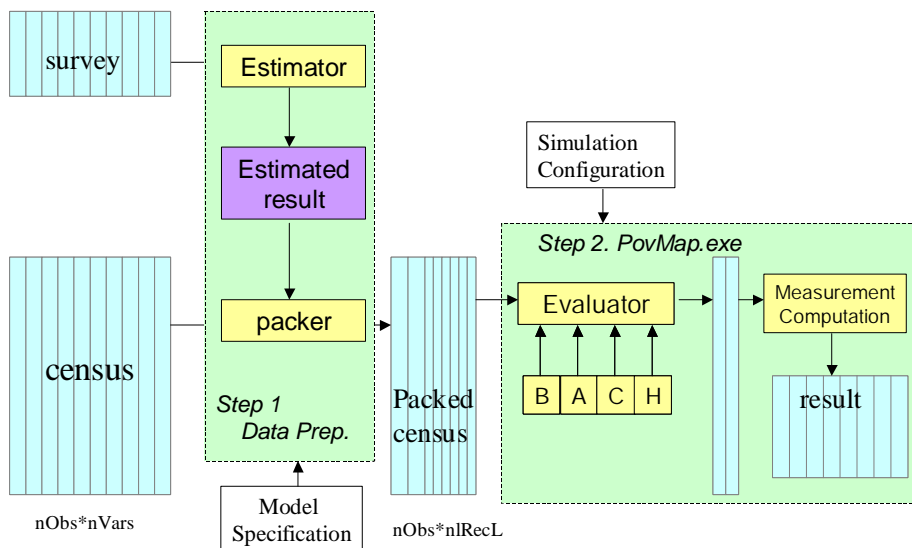 survey
Estimator
Estimated
result
packer
Step 1
Data Prep.
census
nObs*nVars
Model
Specification
Packed
census
nObs*nlRecL
Simulation
Configuration
Step 2. PovMap.exe
Evaluator
B A C H
Measurement
Computation
result